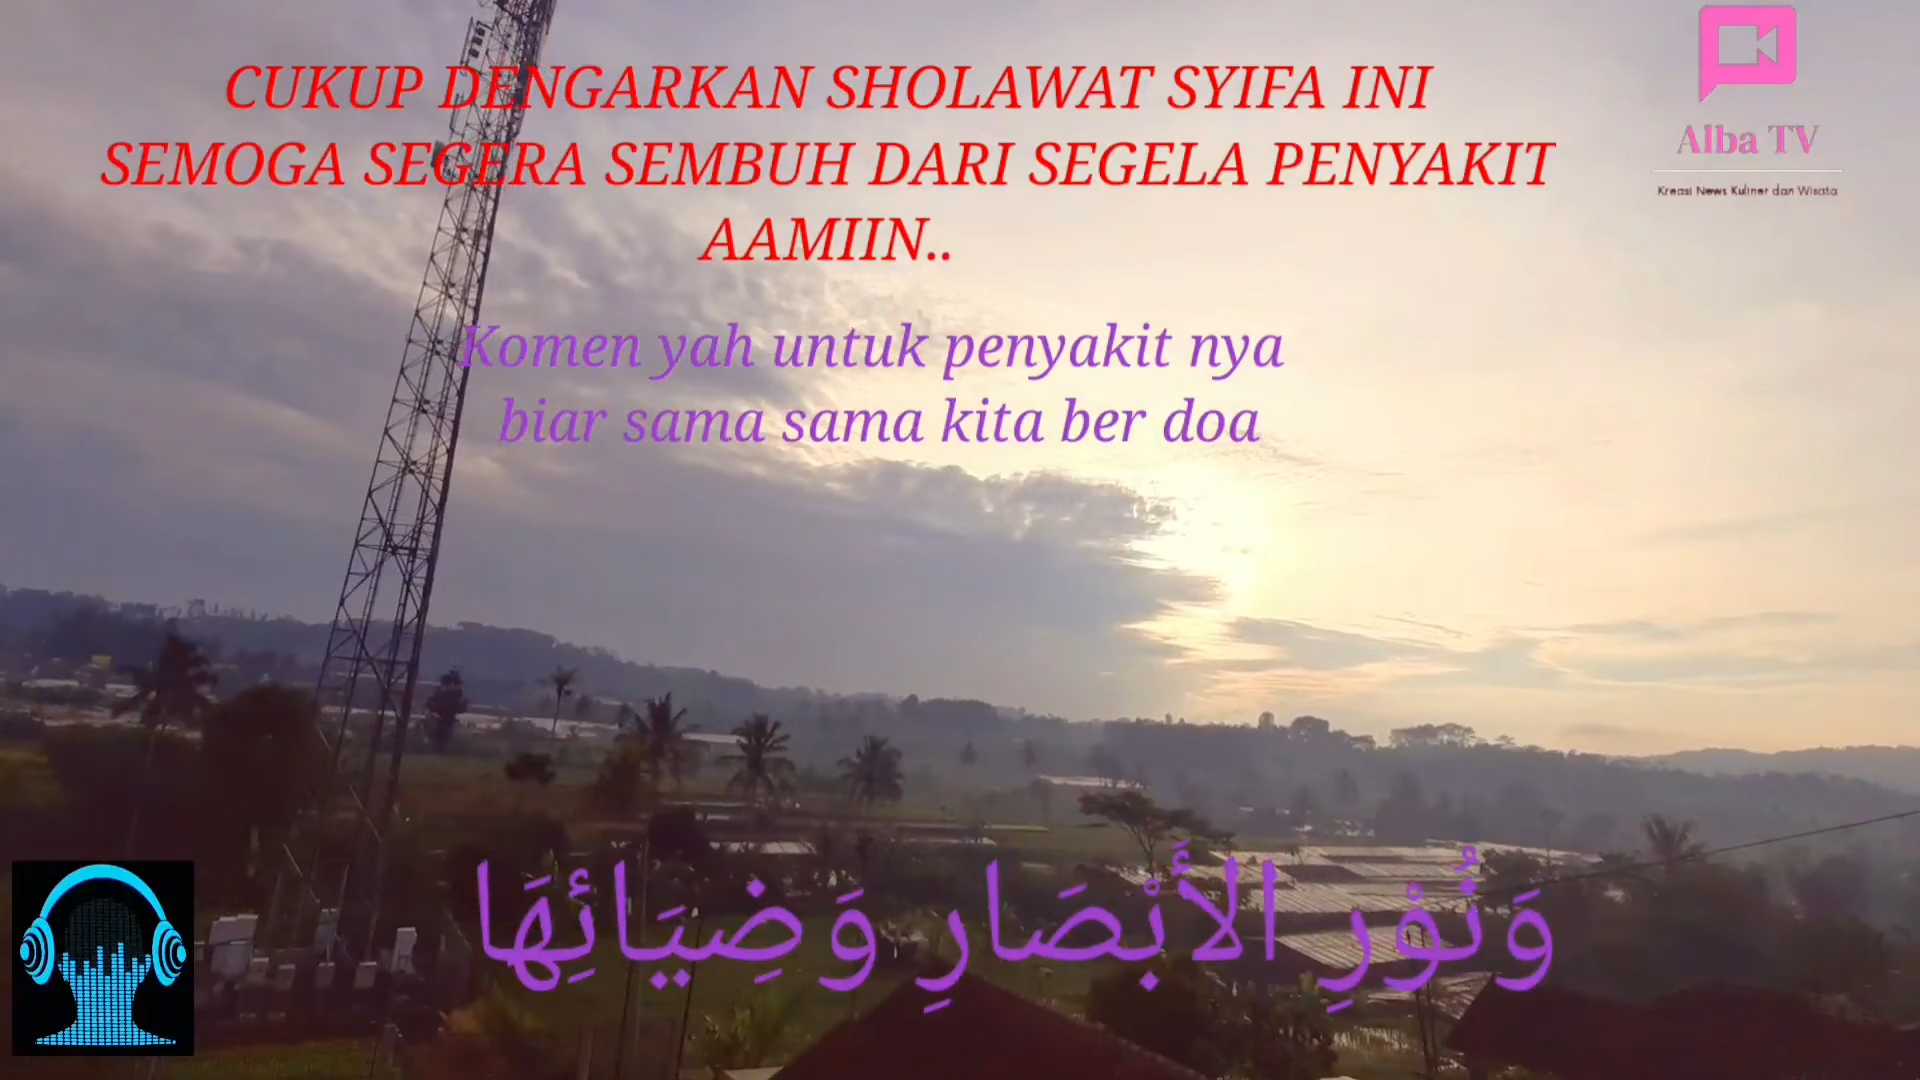 CUKUP DENGARKAN SHOLAWAT SYIFA INI
SEMOGA SEGERA SEMBUH DARI SEGELA PENYAKIT
AAMIIN..
Alba TV
Kreasi News Kuliner dan Wisata
Komen yah untuk penyakit nya
biar sama sama kita ber doa
وَنُوْرِ الأَبْصَارِ وَضِيَائِهَا